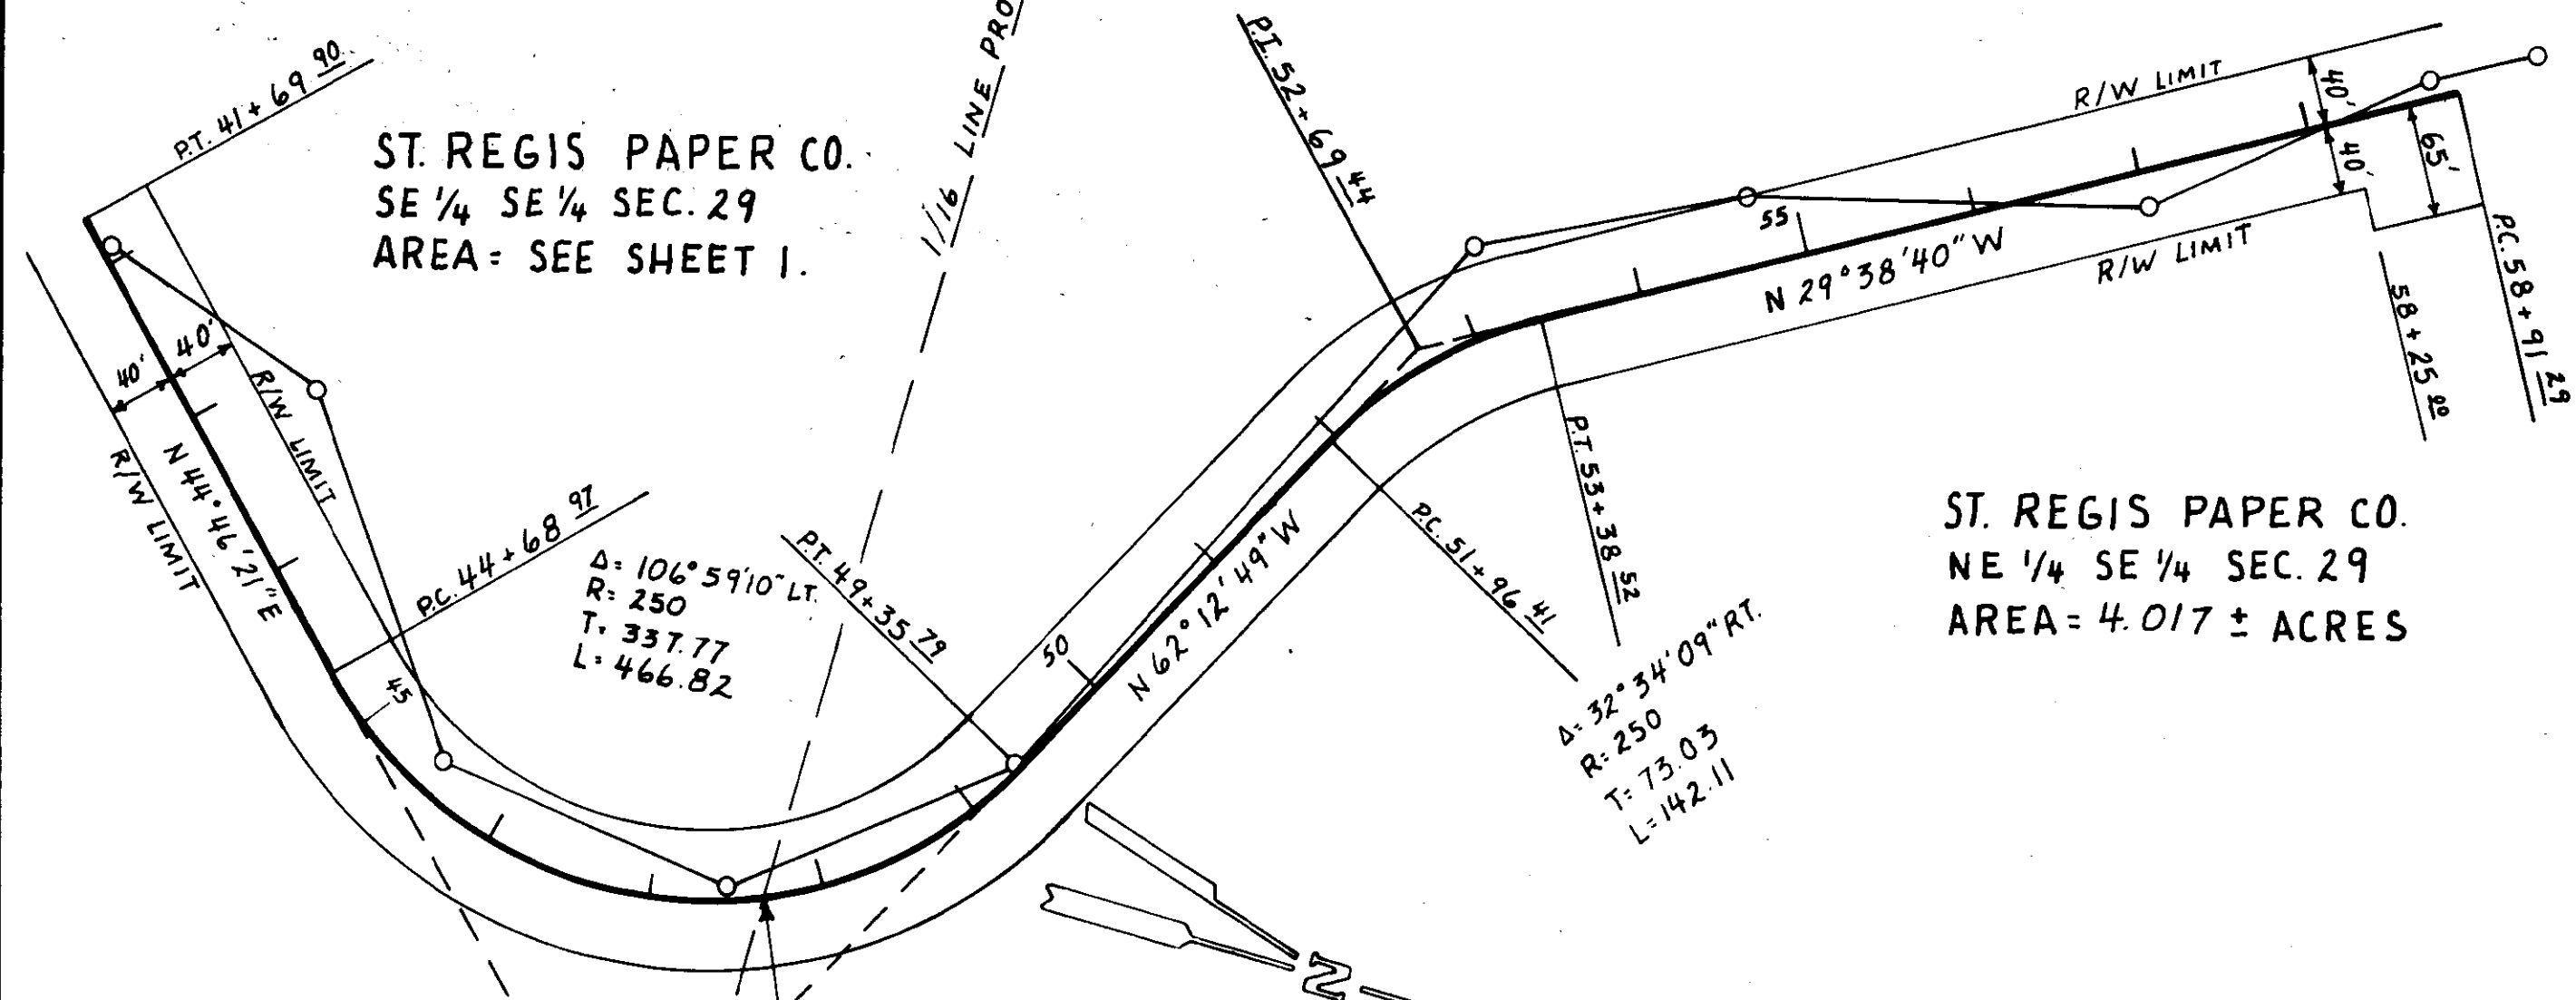 P.T. 41+69 90
ST. REGIS PAPER CO.
SE 1/4 SE 1/4 SEC. 29
AREA = SEE SHEET 1.
1/16 LINE PRO
P.I. 52+69 44
R/W LIMIT
40'
40'
65'
55
N 29°38'40" W
R/W LIMIT
58+25 00
P.C. 58+91 29
40'
40'
R/W LIMIT
R/W LIMIT
N 44°46'21" E
P.C. 44+68 97
45
Δ= 106°59'10" LT.
R= 250
T= 337.77
L= 466.82
P.T. 49+35 79
50
N 62°12'49" W
P.C. 51+96 41
P.T. 53+38 52
Δ= 32°34'09" RT.
R= 250
T= 73.03
L= 142.11
ST. REGIS PAPER CO.
NE 1/4 SE 1/4 SEC. 29
AREA = 4.017 ± ACRES
N